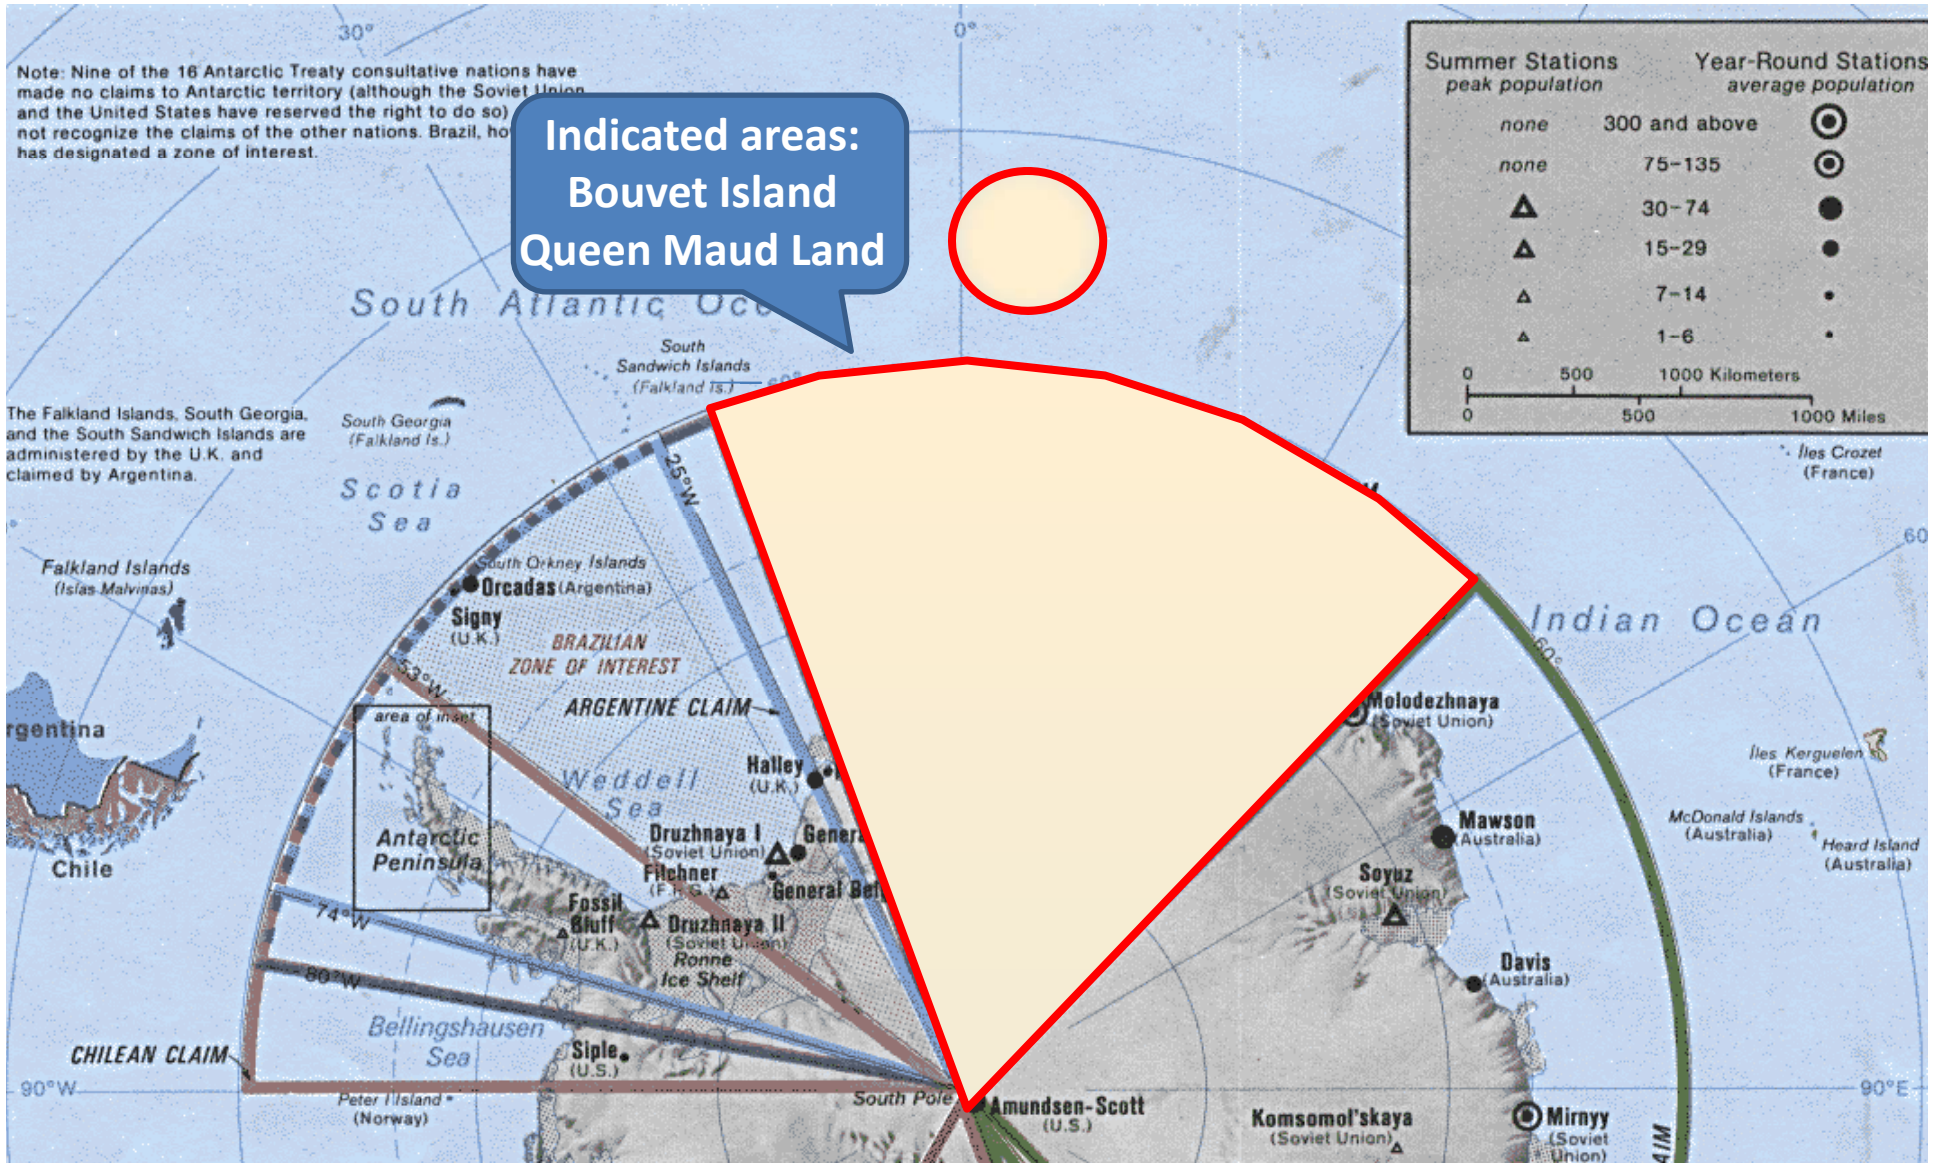 30°
0°
Note: Nine of the 16 Antarctic Treaty consultative nations have
made no claims to Antarctic territory (although the Soviet Union
and the United States have reserved the right to do so)
not recognize the claims of the other nations. Brazil,
has designated a zone of interest.
Indicated areas:
Bouvet Island
Queen Maud Land
Summer Stations
peak population
Year-Round Stations
average population
none 300 and above
none 75-135
30-74
15-29
7-14
1-6
0 500 1000 Kilometers
0 500 1000 Miles
South Atlantic
South
Sandwich Islands
(Falkland Is.)
60°
The Falkland Islands, South Georgia,
and the South Sandwich Islands are
administered by the U.K. and
claimed by Argentina.
South Georgia
(Falkland Is.)
Scotia
Sea
25°W
Îles Crozet
(France)
60
Falkland Islands
(Islas Malvinas)
South Orkney Islands
Orcadas (Argentina)
Signy
(U.K.)
BRAZILIAN
ZONE OF INTEREST
53°W
ARGENTINE CLAIM
Indian Ocean
60°
area of inset
rgentina
Chile
Antarctic
Peninsula
Weddell
Sea
Halley
(U.K.)
Druzhnaya I
(Soviet Union)
General
Filchner
(F.R.G.)
General Bel
Fossil
Bluff
(U.K.)
Druzhnaya II
(Soviet Union)
Ronne
Ice Shelf
74°W
80°W
Bellingshausen
Sea
CHILEAN CLAIM
Siple
(U.S.)
90°W
Peter I Island
(Norway)
South Pole
Amundsen-Scott
(U.S.)
Molodezhnaya
(Soviet Union)
Mawson
(Australia)
Soyuz
(Soviet Union)
Davis
(Australia)
Îles Kerguelen
(France)
McDonald Islands
(Australia)
Heard Island
(Australia)
90°E
Komsomol'skaya
(Soviet Union)
Mirnyy
(Soviet
Union)
AIM